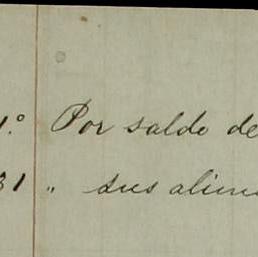 1.º Por saldo de
31 " sus alim